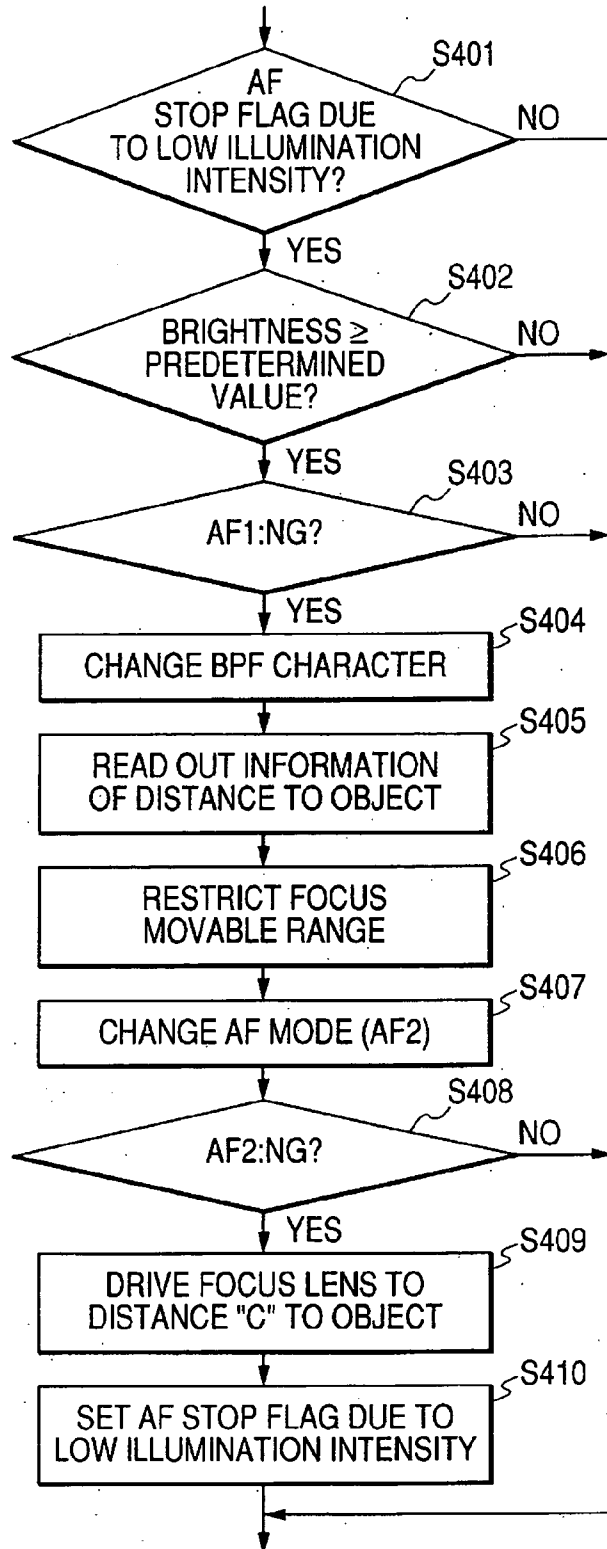 S401
AF
STOP FLAG DUE
TO LOW ILLUMINATION
INTENSITY?
NO
YES
S402
BRIGHTNESS ≥
PREDETERMINED
VALUE?
NO
YES
S403
AF1:NG?
NO
YES
S404
CHANGE BPF CHARACTER
S405
READ OUT INFORMATION
OF DISTANCE TO OBJECT
S406
RESTRICT FOCUS
MOVABLE RANGE
S407
CHANGE AF MODE (AF2)
S408
AF2:NG?
NO
YES
S409
DRIVE FOCUS LENS TO
DISTANCE "C" TO OBJECT
S410
SET AF STOP FLAG DUE TO
LOW ILLUMINATION INTENSITY